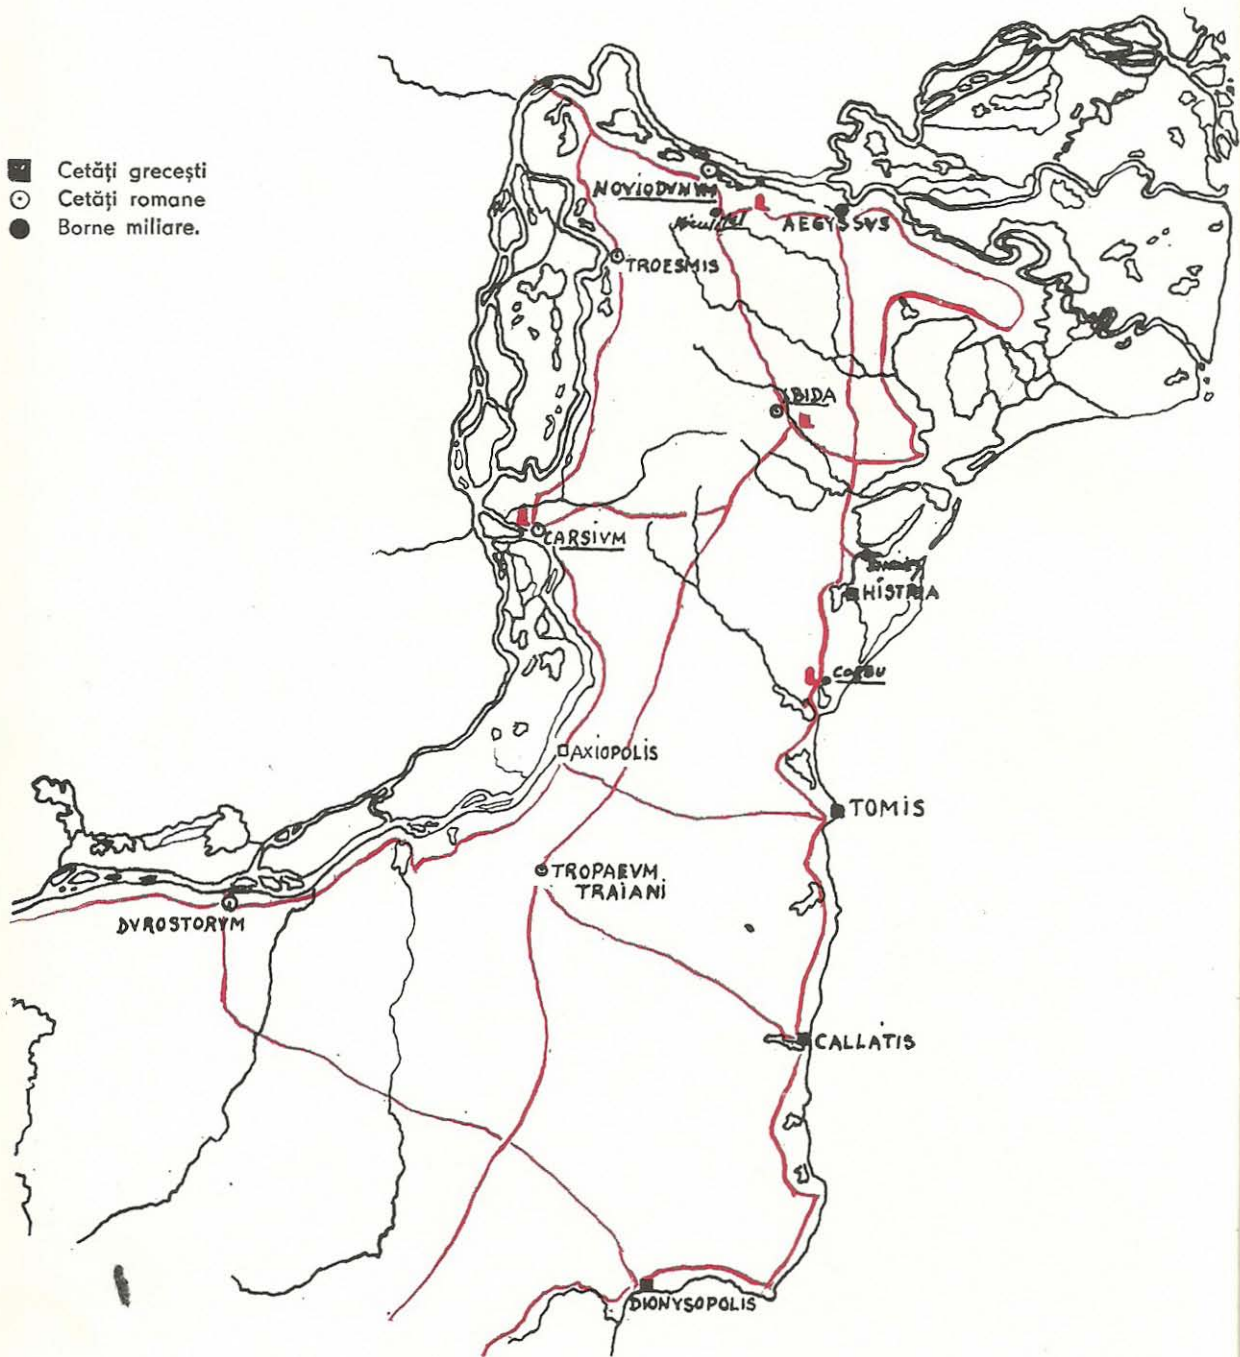 Cetăți grecești
Cetăți romane
Borne miliare.
NOVIODVNVM
AEGYSSVS
TROESMIS
IBIDA
CARSIVM
HISTRIA
CORBU
AXIOPOLIS
TOMIS
TROPAEVM
TRAIANI
DVROSTORVM
CALLATIS
DIONYSOPOLIS